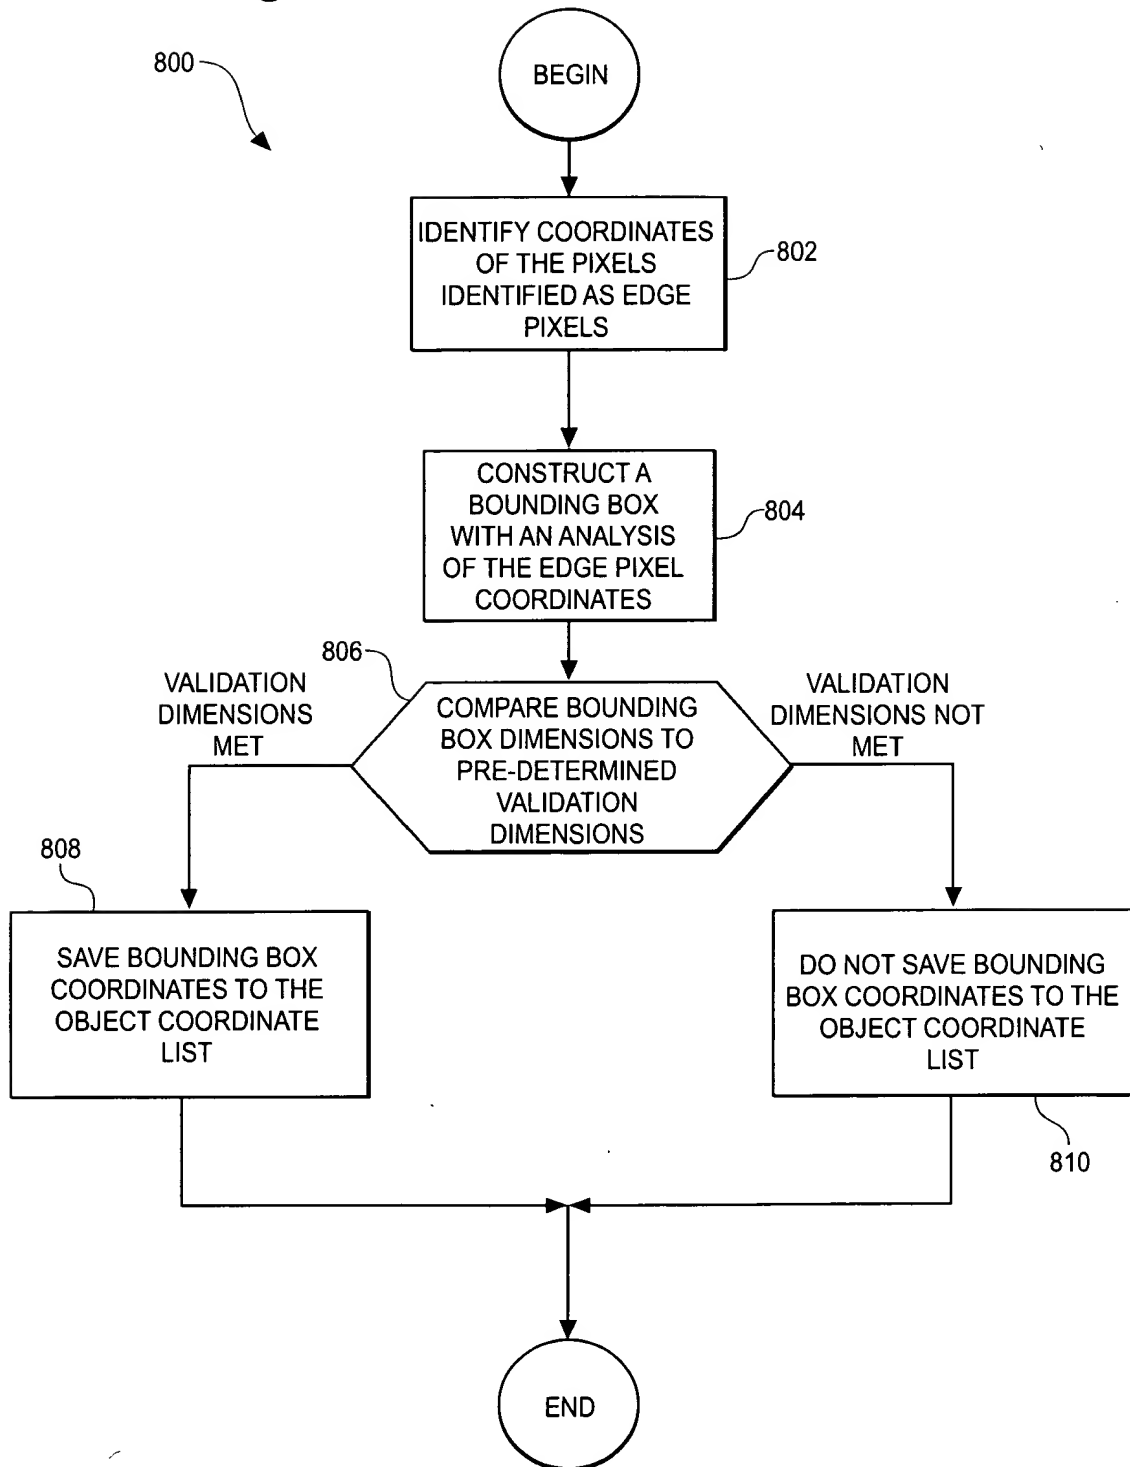 800
BEGIN
IDENTIFY COORDINATES
OF THE PIXELS
IDENTIFIED AS EDGE
PIXELS
802
CONSTRUCT A
BOUNDING BOX
WITH AN ANALYSIS
OF THE EDGE PIXEL
COORDINATES
804
806
VALIDATION
DIMENSIONS
MET
COMPARE BOUNDING
BOX DIMENSIONS TO
PRE-DETERMINED
VALIDATION
DIMENSIONS
VALIDATION
DIMENSIONS NOT
MET
808
SAVE BOUNDING BOX
COORDINATES TO THE
OBJECT COORDINATE
LIST
DO NOT SAVE BOUNDING
BOX COORDINATES TO THE
OBJECT COORDINATE
LIST
810
END